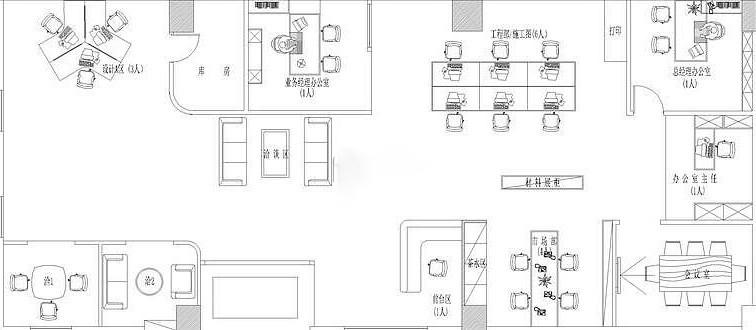 工程部/施工图(6人)
打印
设计A区 (3人)
库 房
业务经理办公室
(1人)
总经理办公室
(1人)
洽谈区
办公室主任
(1人)
材料展柜
市场部
(4人)
茶水区
洽1
洽2
前台区
(1人)
会议室